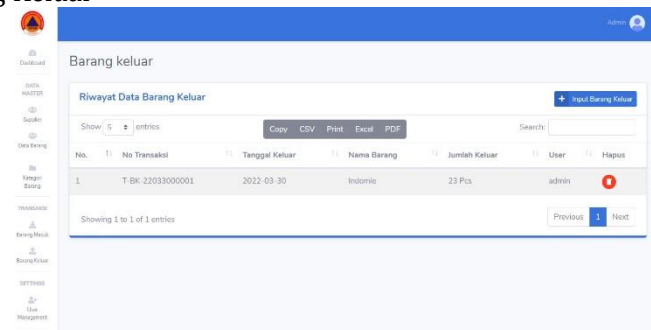 Admin
Dashboard
Barang keluar
DATA
MASTER
Supplier
Data Barang
Kategori
Barang
TRANSAKSI
Barang Masuk
Barang Keluar
SETTINGS
User
Management
Riwayat Data Barang Keluar
+ Input Barang Keluar
Show 5 entries
Copy CSV Print Excel PDF
Search:
No. No Transaksi Tanggal Keluar Nama Barang Jumlah Keluar User Hapus
1 T-BK-22033000001 2022-03-30 Indomie 23 Pcs admin
Showing 1 to 1 of 1 entries
Previous 1 Next